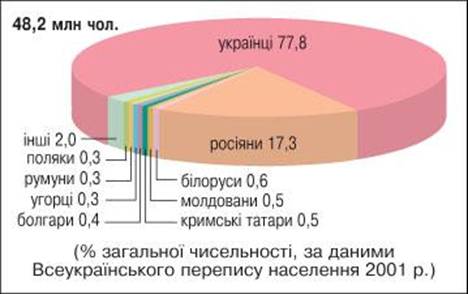 48,2 млн чол.
українці 77,8
росіяни 17,3
інші 2,0
поляки 0,3
румуни 0,3
угорці 0,3
болгари 0,4
білоруси 0,6
молдовани 0,5
кримські татари 0,5
(% загальної чисельності, за даними
Всеукраїнського перепису населення 2001 р.)